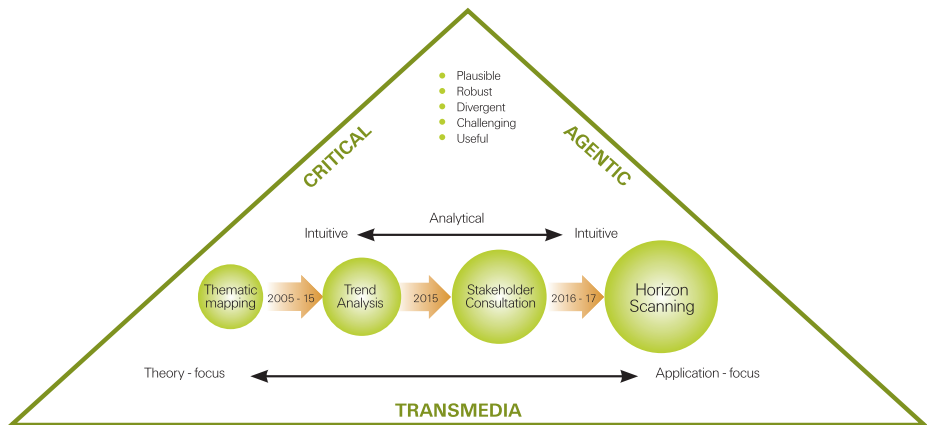 Plausible
Robust
Divergent
Challenging
Useful
CRITICAL
AGENTIC
Analytical
Intuitive
Intuitive
Thematic
mapping
2005 - 15
Trend
Analysis
2015
Stakeholder
Consultation
2016 - 17
Horizon
Scanning
Theory - focus
Application - focus
TRANSMEDIA